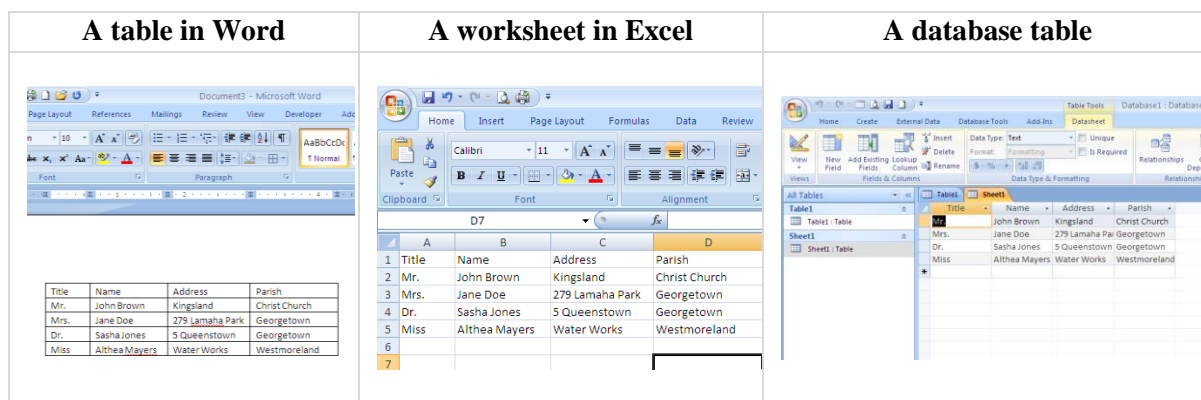 A table in Word
A worksheet in Excel
A database table
Document3 - Microsoft Word
Page Layout References Mailings Review View Developer
10
AaBbCcDc
¶ Normal
Font Paragraph
Title Name Address Parish
Mr. John Brown Kingsland Christ Church
Mrs. Jane Doe 279 Lamaha Park Georgetown
Dr. Sasha Jones 5 Queenstown Georgetown
Miss Althea Mayers Water Works Westmoreland
Home Insert Page Layout Formulas Data Review
Calibri 11
Paste
B I U
Clipboard Font Alignment
D7 fx
A B C D
1 Title Name Address Parish
2 Mr. John Brown Kingsland Christ Church
3 Mrs. Jane Doe 279 Lamaha Park Georgetown
4 Dr. Sasha Jones 5 Queenstown Georgetown
5 Miss Althea Mayers Water Works Westmoreland
6
7
Table Tools Database1 : Database
Home Create External Data Database Tools Add-Ins Datasheet
View New Field Add Existing Fields Lookup Column
Insert
Delete
Rename
Data Type: Text Unique
Format: Formatting Is Required
Relationships
Views Fields & Columns Data Type & Formatting
All Tables
Table1
Table1 : Table
Sheet1
Sheet1 : Table
Table1 Sheet1
Title Name Address Parish
Mr. John Brown Kingsland Christ Church
Mrs. Jane Doe 279 Lamaha Pa Georgetown
Dr. Sasha Jones 5 Queenstown Georgetown
Miss Althea Mayers Water Works Westmoreland